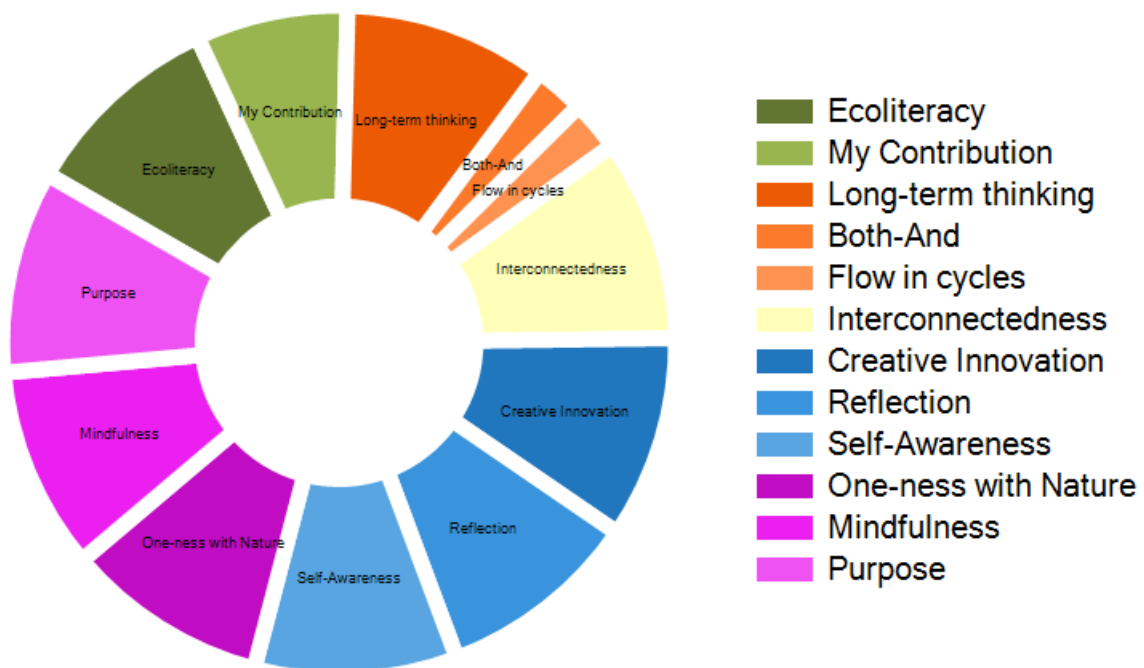 My Contribution
Long-term thinking
Ecoliteracy
Both-And
Flow in cycles
Interconnectedness
Purpose
Creative Innovation
Mindfulness
Reflection
One-ness with Nature
Self-Awareness
Ecoliteracy
My Contribution
Long-term thinking
Both-And
Flow in cycles
Interconnectedness
Creative Innovation
Reflection
Self-Awareness
One-ness with Nature
Mindfulness
Purpose